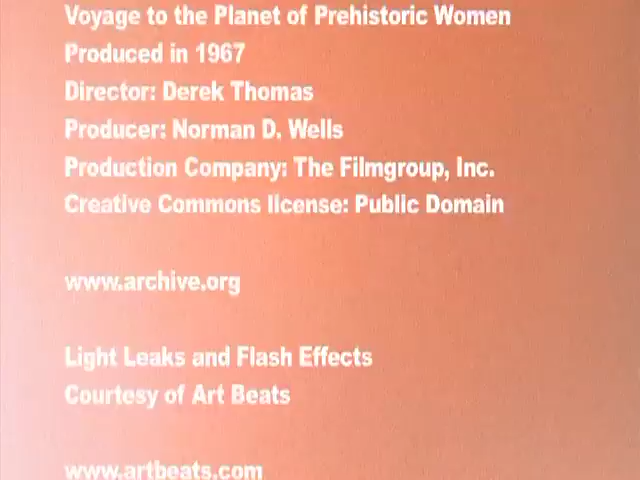 Voyage to the Planet of Prehistoric Women
Produced in 1967
Director: Derek Thomas
Producer: Norman D. Wells
Production Company: The Filmgroup, Inc.
Creative Commons license: Public Domain
www.archive.org
Light Leaks and Flash Effects
Courtesy of Art Beats
www.artbeats.com